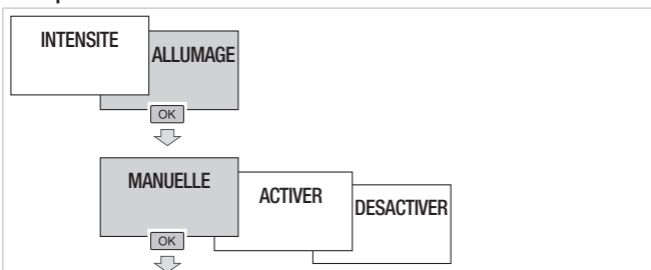 INTENSITE
ALLUMAGE
OK
MANUELLE
ACTIVER
DESACTIVER
OK